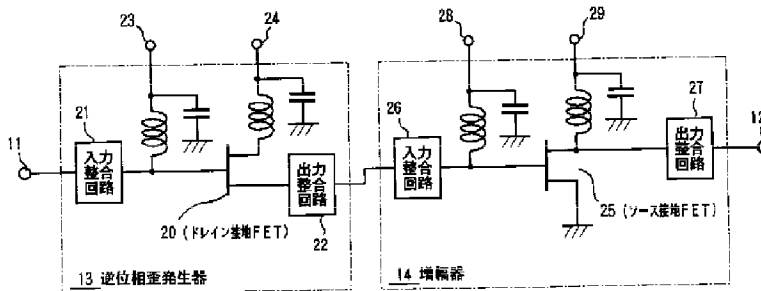 23
24
28
29
21
26
27
11
12
入力
整合
回路
出力
整合
回路
入力
整合
回路
出力
整合
回路
20 (ドレイン接地FET)
22
25 (ソース接地FET)
13 逆位相歪発生器
14 増幅器